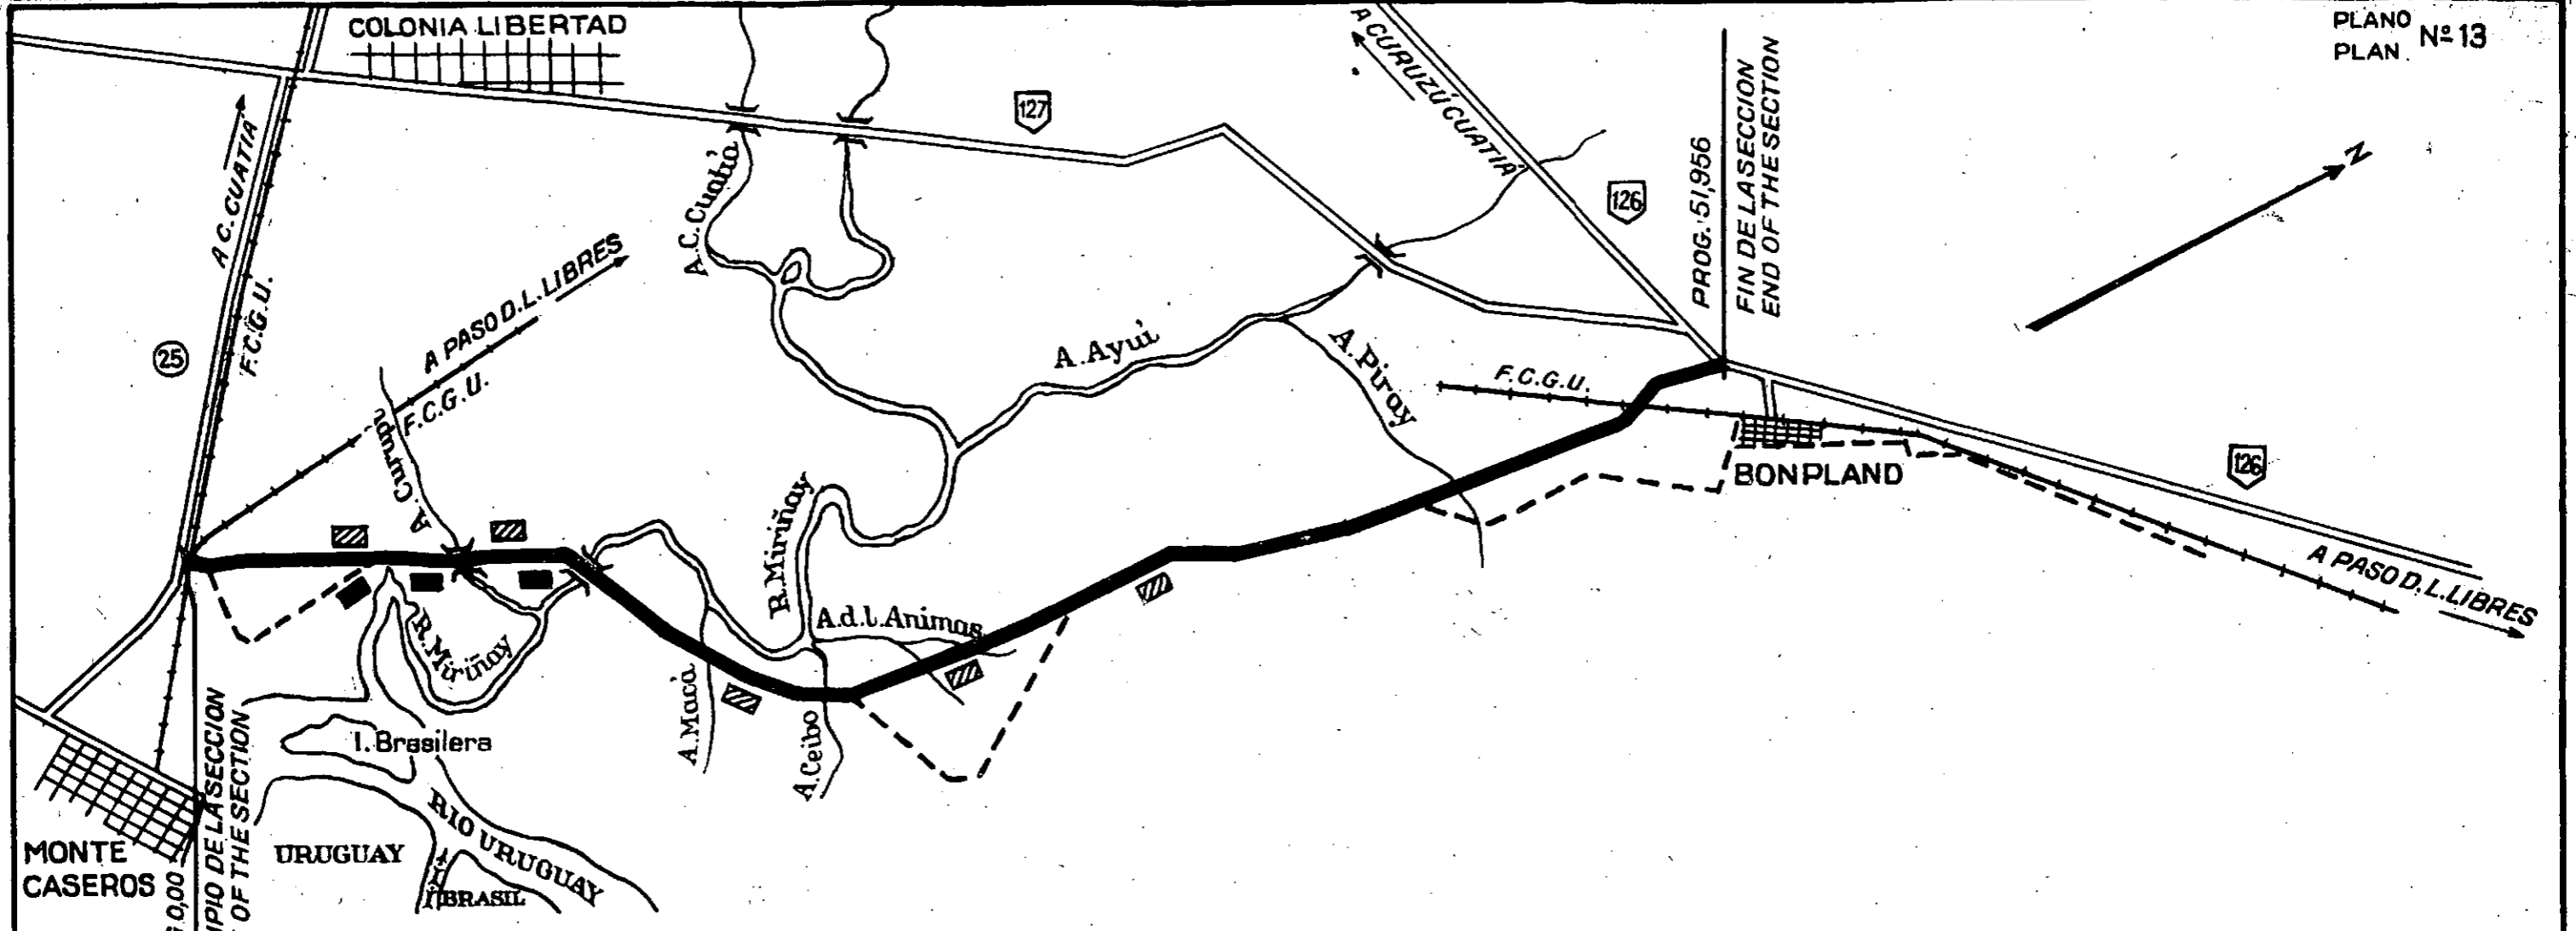 PLANO
PLAN.
Nº 13
COLONIA LIBERTAD
127
A CURUZÚ CUATIÁ
126
PROG. 51,956
FIN DE LA SECCION
END OF THE SECTION
N
A C. CUATIÁ
F.C.G.U.
25
A PASO D.L. LIBRES
F.C.G.U.
A. Curupí
A.C. Cuatiá
A. Ayuí
A. Piray
F.C.G.U.
BONPLAND
126
A PASO D.L. LIBRES
R. Miriñay
R. Miriñay
A.d.l. Animas
A. Macá
A. Ceibo
I. Brasilera
RIO URUGUAY
URUGUAY
BRASIL
MONTE
CASEROS
0,00
DE LA SECCION
OF THE SECTION